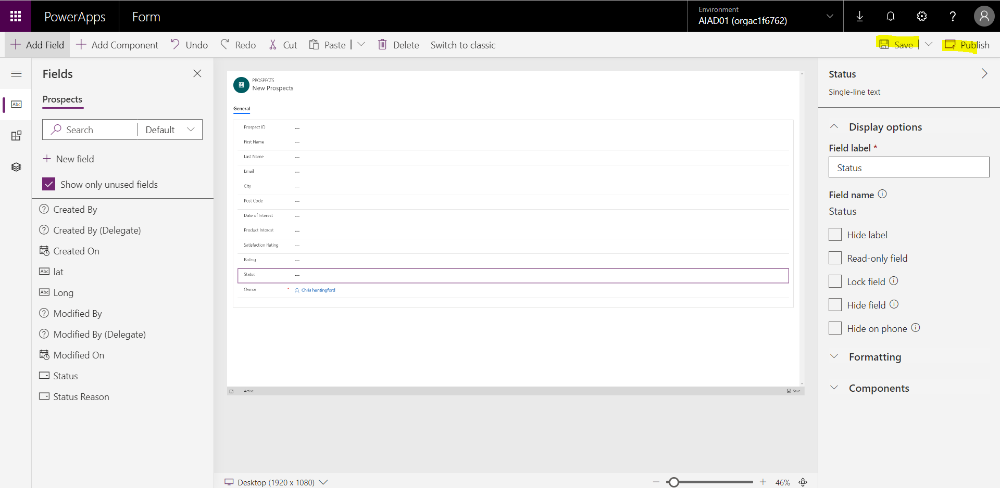 PowerApps
Form
Environment
AIAD01 (orgac1f6762)
Add Field
Add Component
Undo
Redo
Cut
Paste
Delete
Switch to classic
Save
Publish
Fields
Prospects
Search
Default
New field
Show only unused fields
Created By
Created By (Delegate)
Created On
Abc lat
Abc Long
Modified By
Modified By (Delegate)
Modified On
Status
Status Reason
Abc
PROSPECTS
New Prospects
General
Prospect ID ---
First Name ---
Last Name ---
Email ---
City ---
Post Code ---
Date of Interest ---
Product Interest ---
Satisfaction Rating ---
Rating ---
Status ---
Owner * Chris huntingford
Active
Save
Desktop (1920 x 1080)
46%
Status
Single-line text
Display options
Field label *
Status
Field name
Status
Hide label
Read-only field
Lock field
Hide field
Hide on phone
Formatting
Components